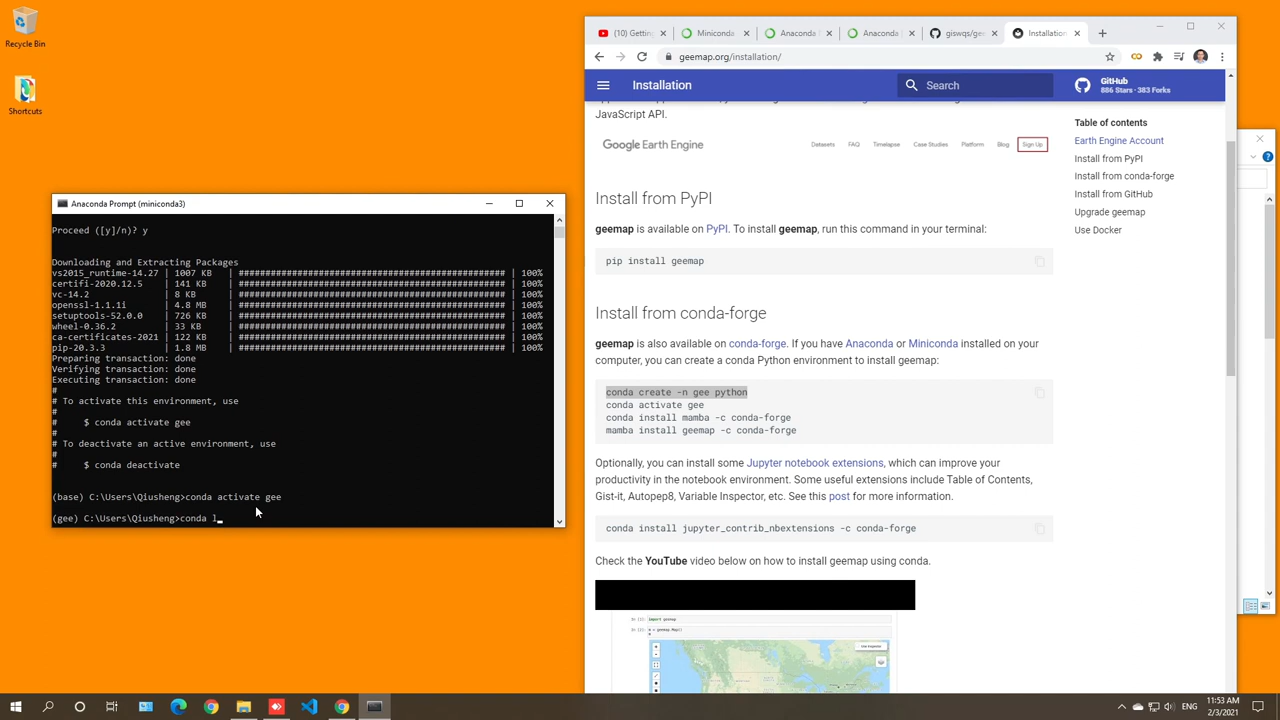 Recycle Bin
Shortcuts
Anaconda Prompt (miniconda3)
Proceed ([y]/n)? y
Downloading and Extracting Packages
vs2015_runtime-14.27 | 1007 KB | ################################################## | 100%
certifi-2020.12.5 | 141 KB | ################################################## | 100%
vc-14.2 | 8 KB | ################################################## | 100%
openssl-1.1.1i | 4.8 MB | ################################################## | 100%
setuptools-52.0.0 | 726 KB | ################################################## | 100%
wheel-0.36.2 | 33 KB | ################################################## | 100%
ca-certificates-2021 | 122 KB | ################################################## | 100%
pip-20.3.3 | 1.8 MB | ################################################## | 100%
Preparing transaction: done
Verifying transaction: done
Executing transaction: done
#
# To activate this environment, use
#
# $ conda activate gee
#
# To deactivate an active environment, use
#
# $ conda deactivate
(base) C:\Users\Qiusheng>conda activate gee
(gee) C:\Users\Qiusheng>conda l_
(10) Getting
Miniconda
Anaconda
Anaconda
giswqs/gee
Installation
geemap.org/installation/
Installation
Search
GitHub
886 Stars · 383 Forks
JavaScript API.
Google Earth Engine
Datasets FAQ Timelapse Case Studies Platform Blog Sign Up
Install from PyPI
geemap is available on PyPI. To install geemap, run this command in your terminal:
pip install geemap
Install from conda-forge
geemap is also available on conda-forge. If you have Anaconda or Miniconda installed on your
computer, you can create a conda Python environment to install geemap:
conda create -n gee python
conda activate gee
conda install mamba -c conda-forge
mamba install geemap -c conda-forge
Optionally, you can install some Jupyter notebook extensions, which can improve your
productivity in the notebook environment. Some useful extensions include Table of Contents,
Gist-it, Autopep8, Variable Inspector, etc. See this post for more information.
conda install jupyter_contrib_nbextensions -c conda-forge
Check the YouTube video below on how to install geemap using conda.
import geemap
Table of contents
Earth Engine Account
Install from PyPI
Install from conda-forge
Install from GitHub
Upgrade geemap
Use Docker
ENG
11:53 AM
2/3/2021